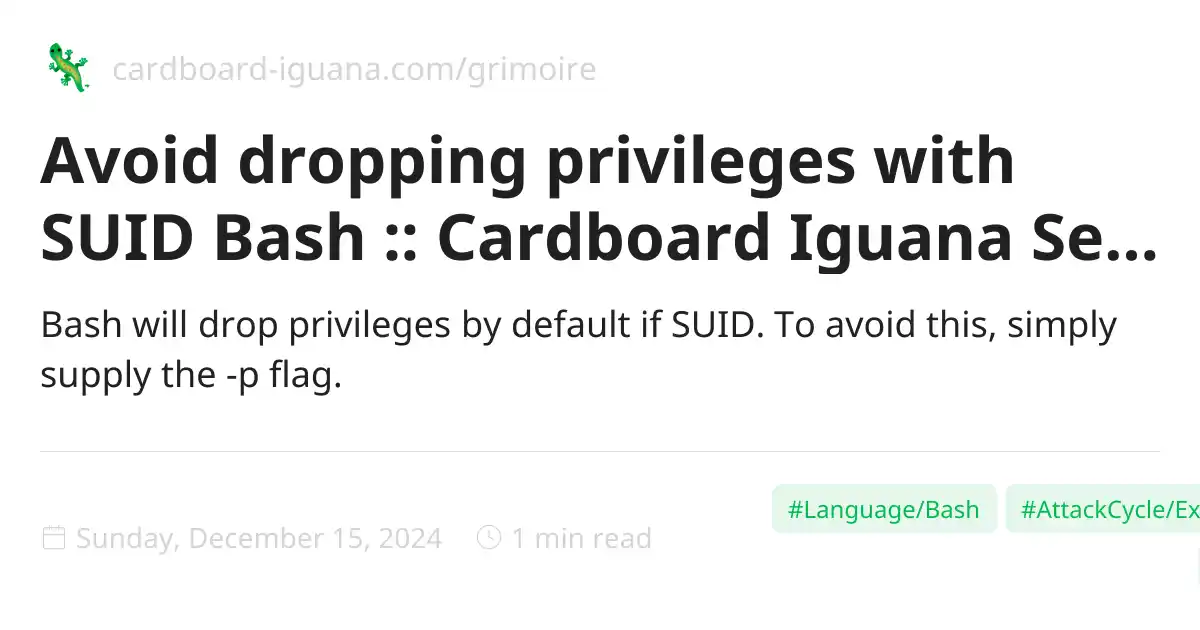 cardboard-iguana.com/grimoire
Avoid dropping privileges with
SUID Bash :: Cardboard Iguana Se...
Bash will drop privileges by default if SUID. To avoid this, simply
supply the -p flag.
#Language/Bash #AttackCycle/Ex
Sunday, December 15, 2024 1 min read